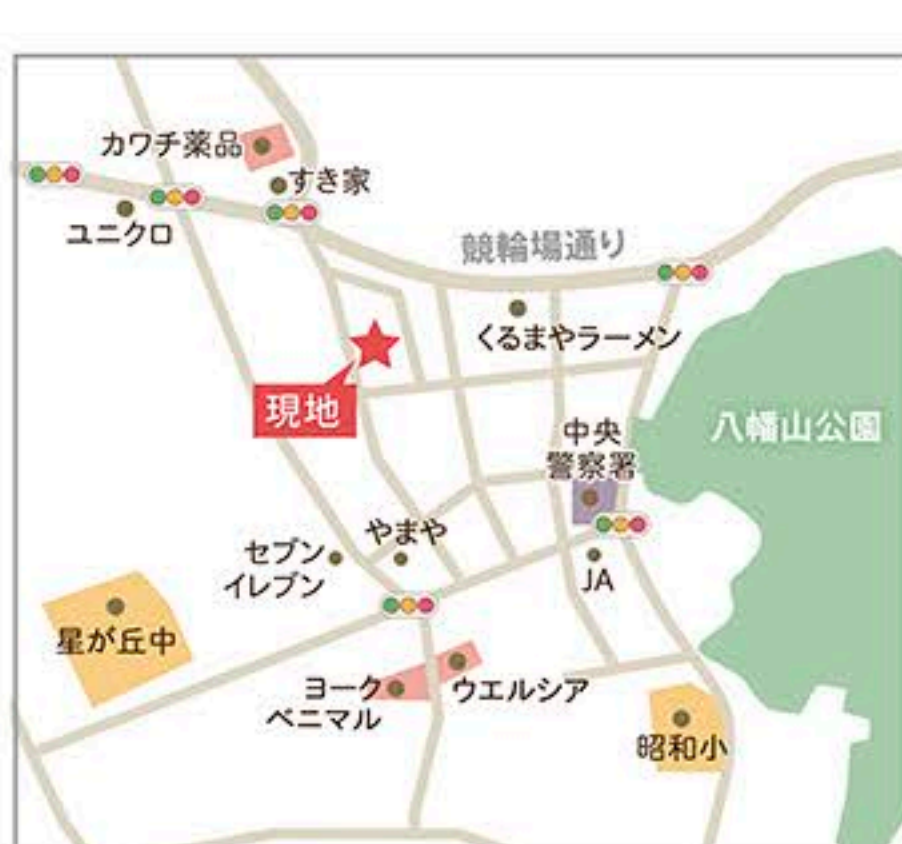 カワチ薬品
すき家
ユニクロ
競輪場通り
くるまやラーメン
現地
八幡山公園
中央
警察署
やまや
セブン
イレブン
JA
星が丘中
ヨーク
ベニマル
ウエルシア
昭和小